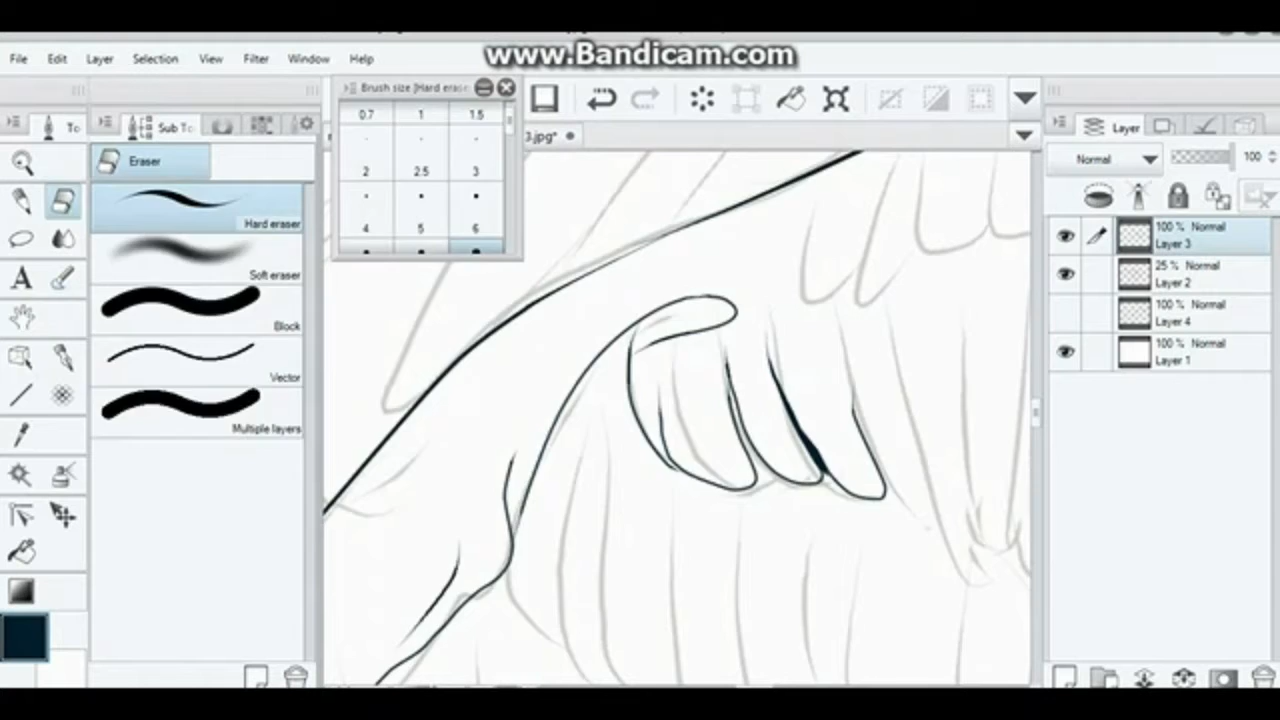 www.Bandicam.com
File Edit Layer Selection View Filter Window Help
Brush size [Hard eras
0.7 1 1.5
2 2.5 3
4 5 6
To
Sub To
3.jpg*
Layer
Eraser
Normal 100
Hard eraser
Soft eraser
Block
Vector
Multiple layers
A
100 % Normal
Layer 3
25 % Normal
Layer 2
100 % Normal
Layer 4
100 % Normal
Layer 1